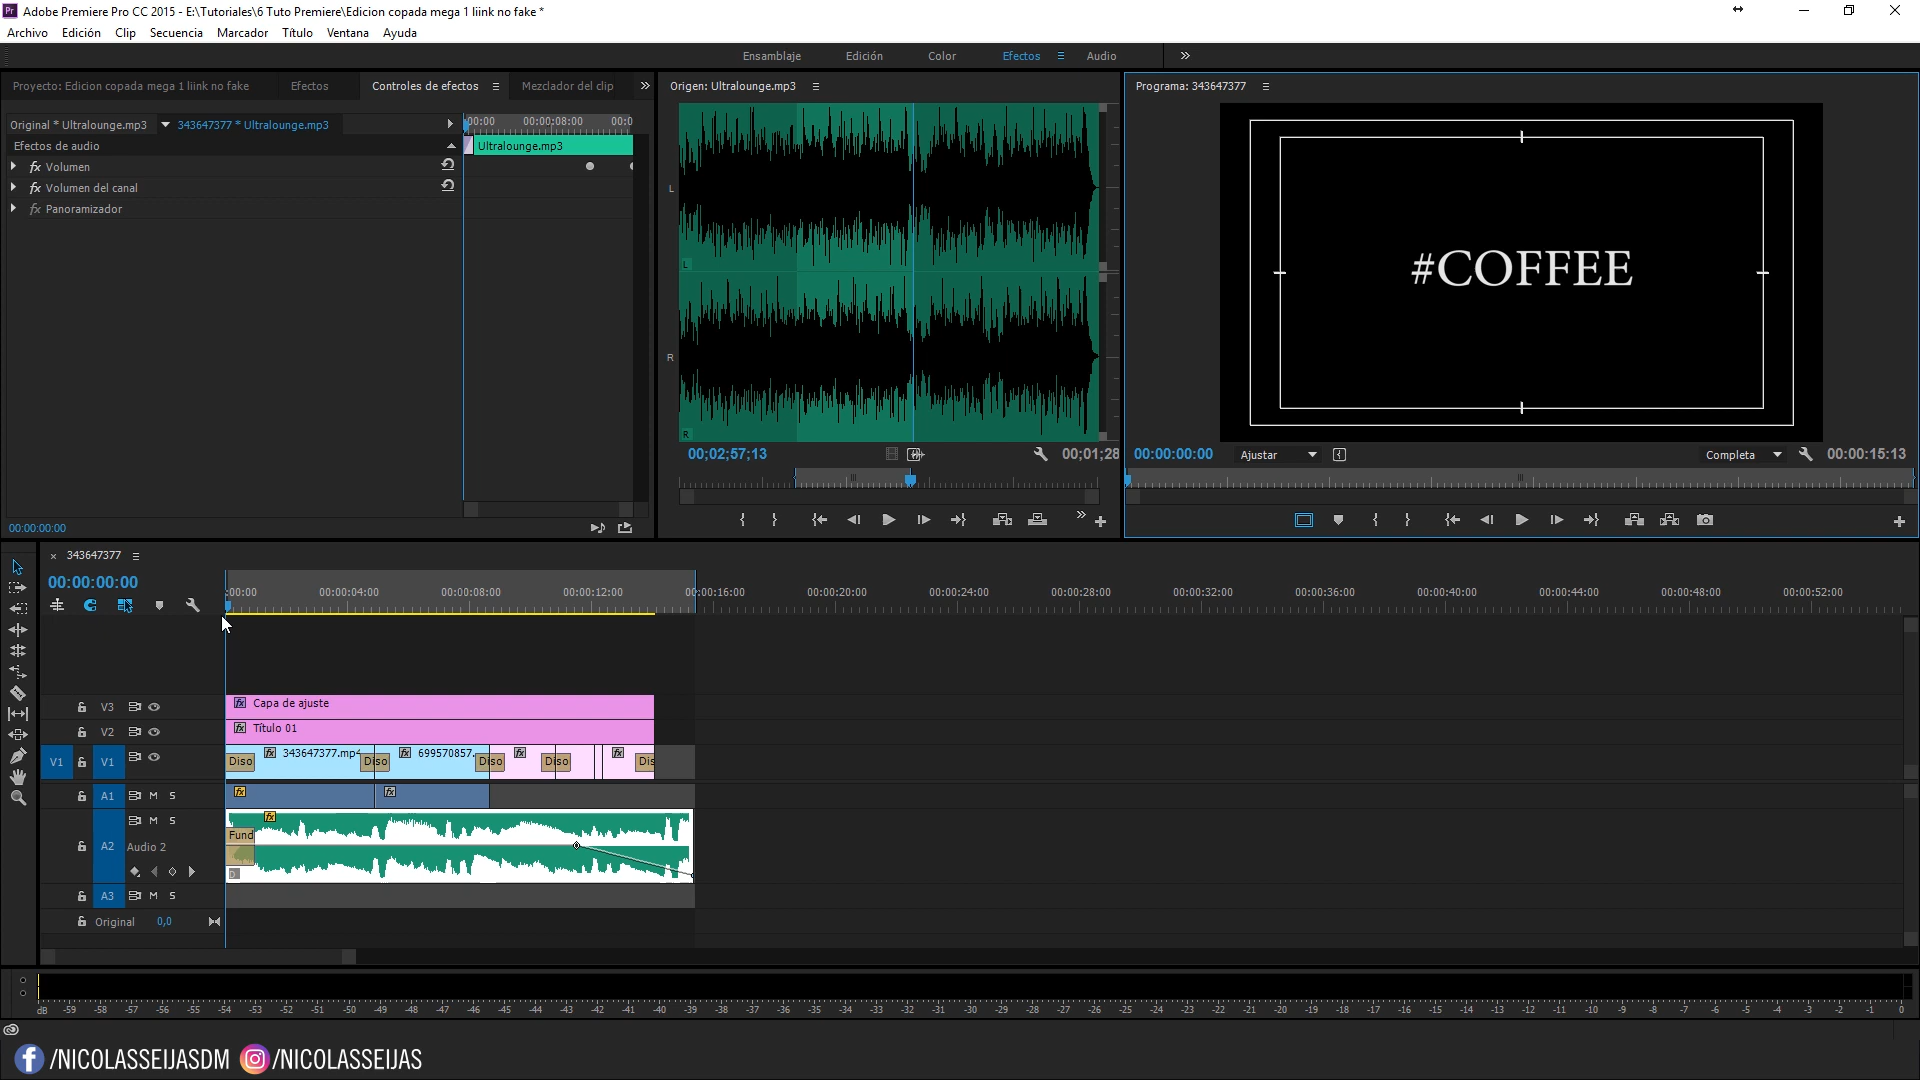 Adobe Premiere Pro CC 2015 - E:\Tutoriales\6 Tuto Premiere\Edicion copada mega 1 liink no fake *
Archivo Edición Clip Secuencia Marcador Título Ventana Ayuda
Ensamblaje Edición Color Efectos Audio
Proyecto: Edicion copada mega 1 liink no fake Efectos Controles de efectos Mezclador del clip
Origen: Ultralounge.mp3
Programa: 343647377
Original * Ultralounge.mp3 343647377 * Ultralounge.mp3
00:00 00:00;08:00 00:0
Efectos de audio
Ultralounge.mp3
fx Volumen
fx Volumen del canal
fx Panoramizador
L
R
L
R
#COFFEE
00;02;57;13 00;01;28
00:00:00:00 Ajustar Completa 00:00:15:13
00:00:00:00
343647377
00:00:00:00
:00:00 00:00:04:00 00:00:08:00 00:00:12:00 00:00:16:00 00:00:20:00 00:00:24:00 00:00:28:00 00:00:32:00 00:00:36:00 00:00:40:00 00:00:44:00 00:00:48:00 00:00:52:00
V3 fx Capa de ajuste
V2 fx Título 01
V1 V1 Diso fx 343647377.mp4 Diso fx 699570857. Diso fx Diso fx Dis
A1 M S fx fx
M S fx
Fund
A2 Audio 2
A3 M S
Original 0,0
dB -59 -58 -57 -56 -55 -54 -53 -52 -51 -50 -49 -48 -47 -46 -45 -44 -43 -42 -41 -40 -39 -38 -37 -36 -35 -34 -33 -32 -31 -30 -29 -28 -27 -26 -25 -24 -23 -22 -21 -20 -19 -18 -17 -16 -15 -14 -13 -12 -11 -10 -9 -8 -7 -6 -5 -4 -3 -2 -1 0
/NICOLASSEIJASDM /NICOLASSEIJAS